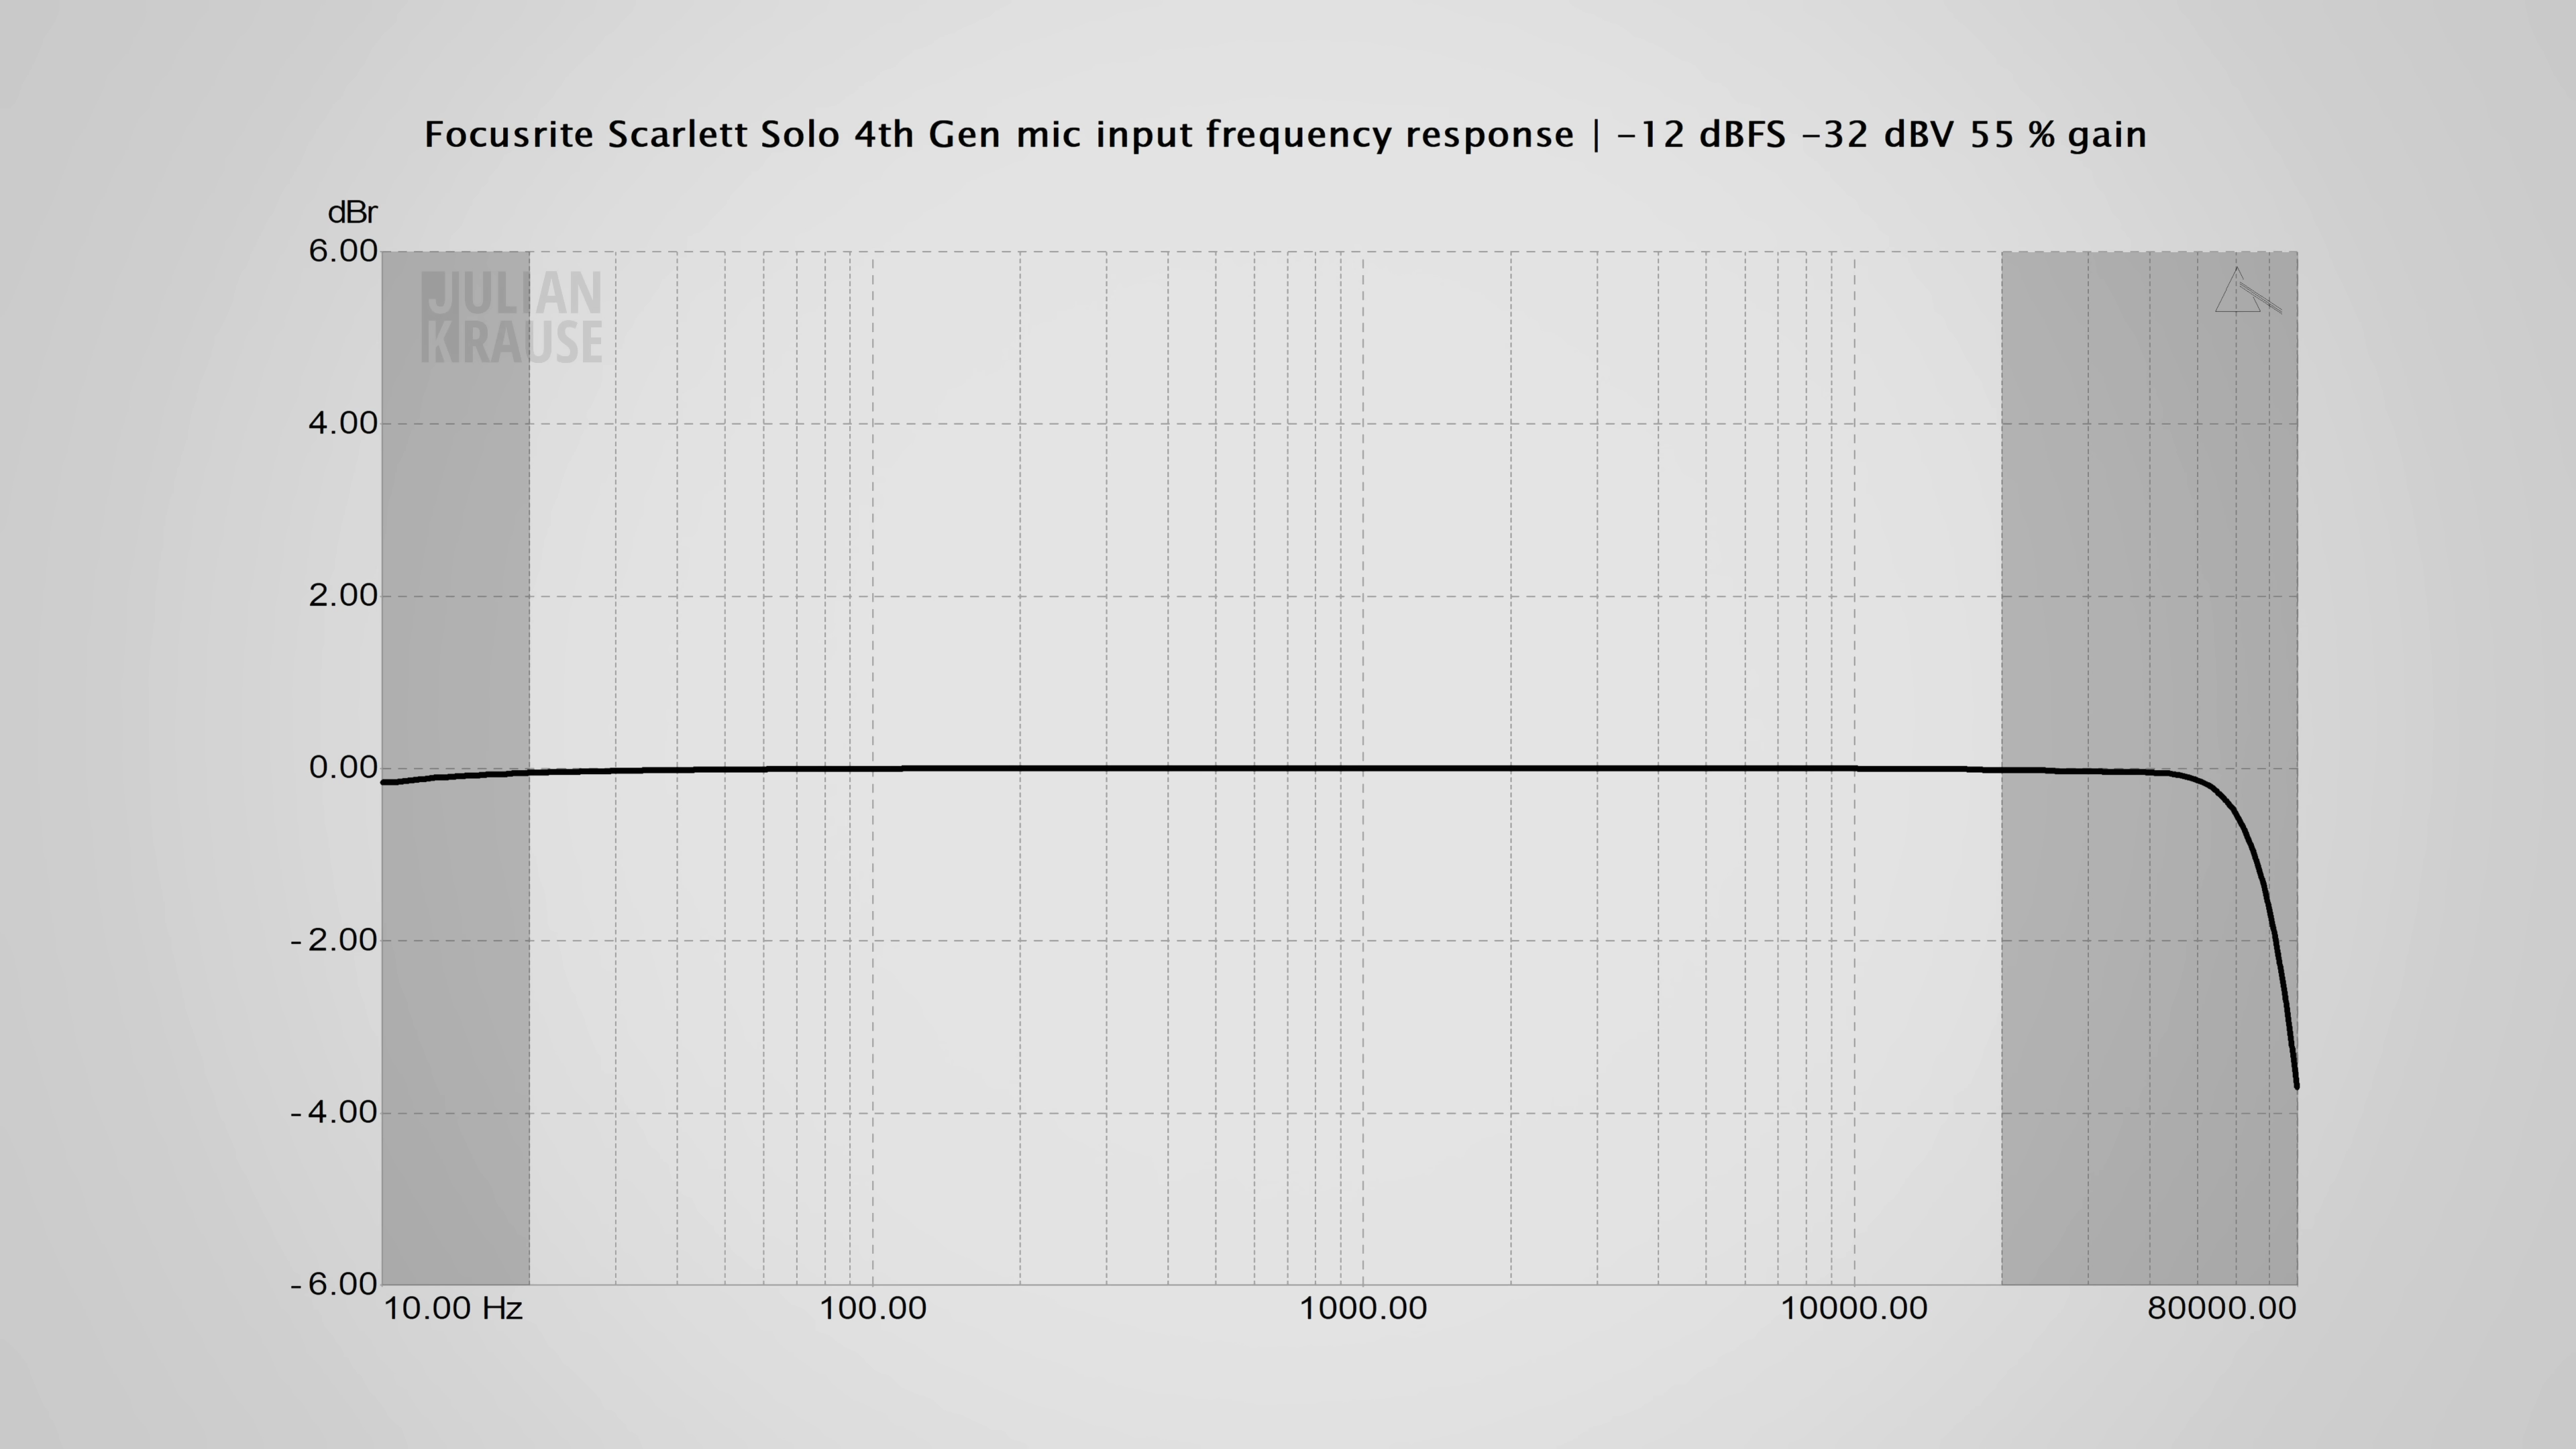 Focusrite Scarlett Solo 4th Gen mic input frequency response | -12 dBFS -32 dBV 55 % gain
dBr
6.00
JULIAN
KRAUSE
4.00
2.00
0.00
-2.00
-4.00
-6.00
10.00 Hz 100.00 1000.00 10000.00 80000.00